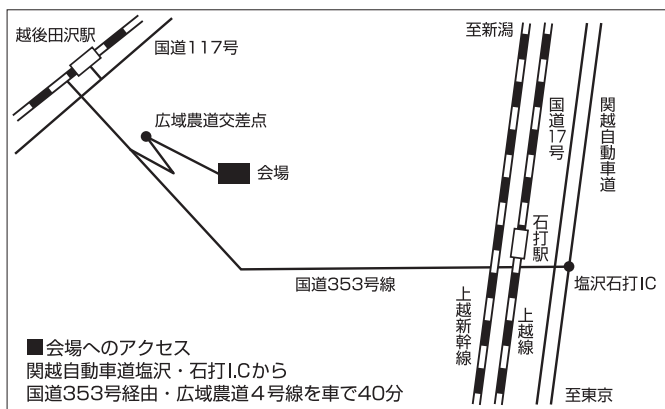 越後田沢駅
国道117号
広域農道交差点
会場
至新潟
国道17号
関越自動車道
石打駅
塩沢石打IC
国道353号線
上越新幹線
上越線
至東京
■会場へのアクセス
関越自動車道塩沢・石打I.Cから
国道353号経由・広域農道4号線を車で40分